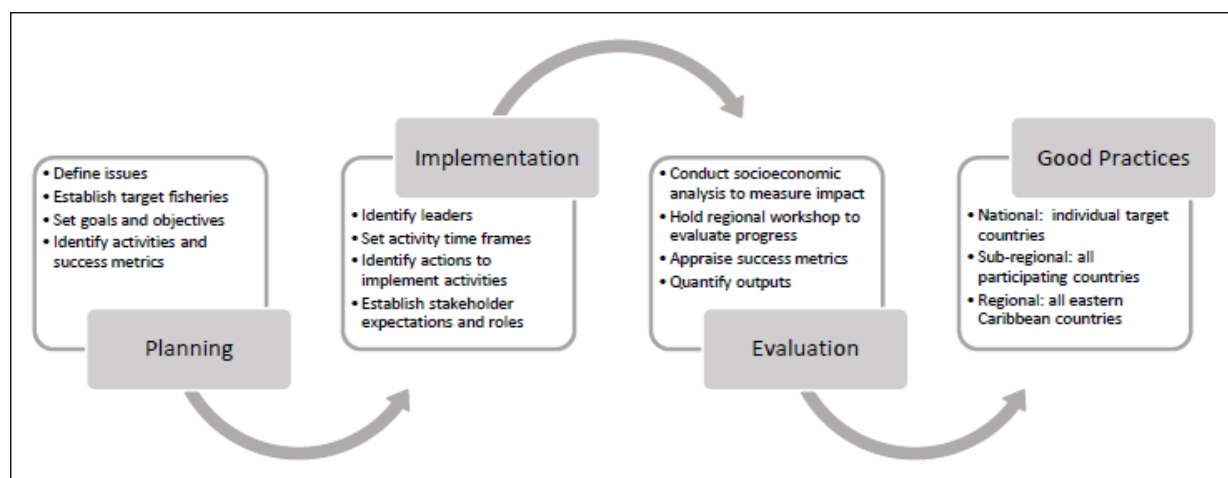 • Define issues
• Establish target fisheries
• Set goals and objectives
• Identify activities and
success metrics
Planning
Implementation
• Identify leaders
• Set activity time frames
• Identify actions to
implement activities
• Establish stakeholder
expectations and roles
• Conduct socioeconomic
analysis to measure impact
• Hold regional workshop to
evaluate progress
• Appraise success metrics
• Quantify outputs
Evaluation
Good Practices
• National: individual target
countries
• Sub-regional: all
participating countries
• Regional: all eastern
Caribbean countries